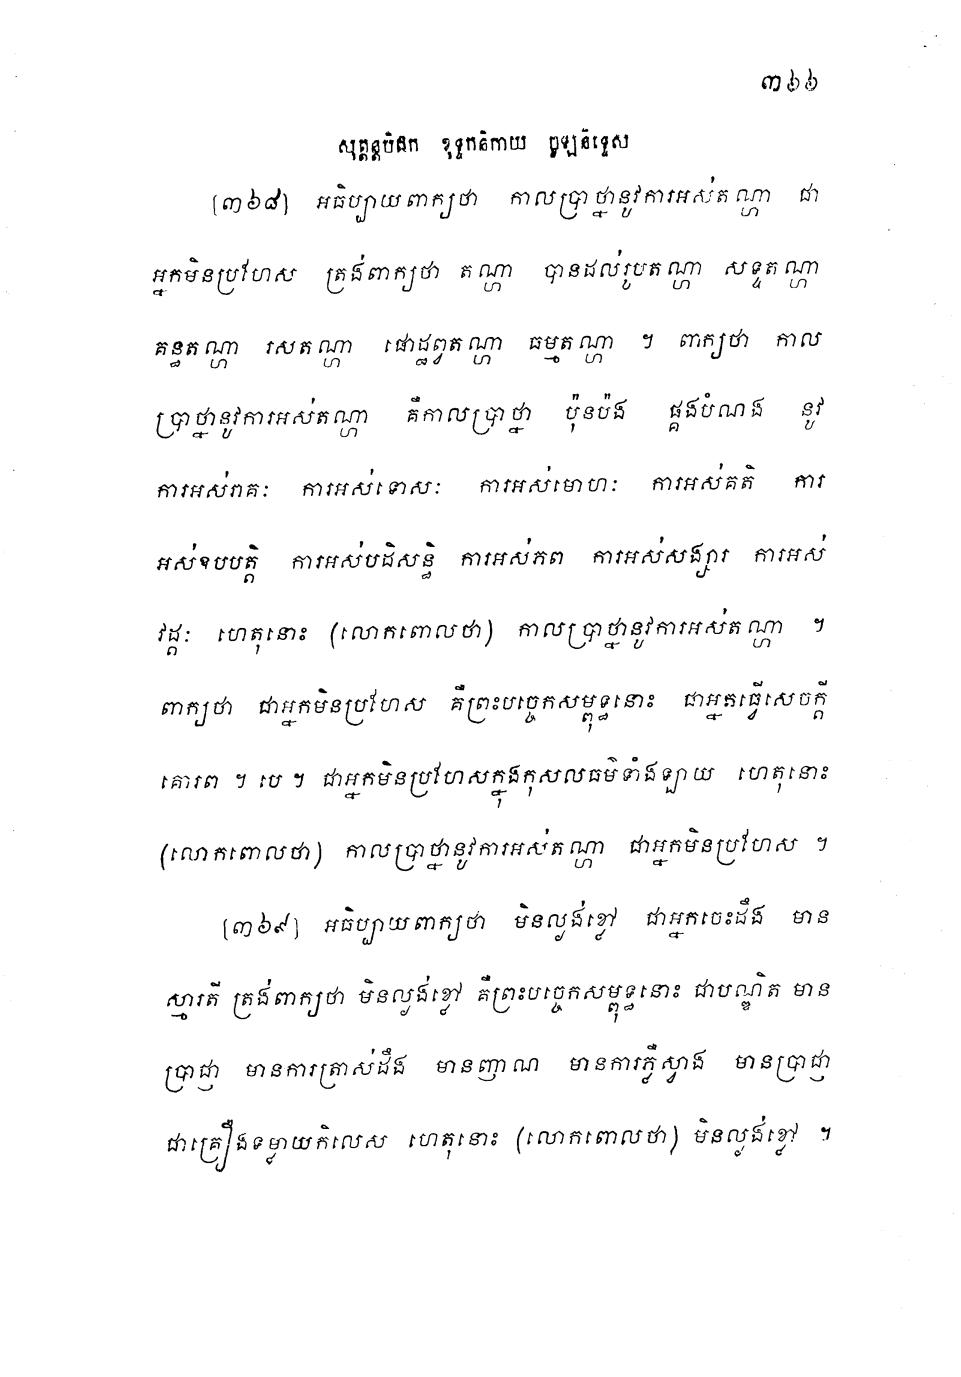 ៣៦៦
សុត្តន្តបិដក ខុទ្ទកនិកាយ ចូឡនិទ្ទេស
[៣៦៨] អធិប្បាយពាក្យថា កាលប្រាថ្នានូវការអស់តណ្ហា ជា
អ្នកមិនប្រហែស ត្រង់ពាក្យថា តណ្ហា បានដល់រូបតណ្ហា សទ្ទតណ្ហា
គន្ធតណ្ហា រសតណ្ហា ផោដ្ឋព្វតណ្ហា ធម្មតណ្ហា ។ ពាក្យថា កាល
ប្រាថ្នានូវការអស់តណ្ហា គឺកាលប្រាថ្នា ប៉ុនប៉ង ផ្គងបំណង នូវ
ការអស់រាគៈ ការអស់ទោសៈ ការអស់មោហៈ ការអស់គតិ ការ
អស់ឧបបត្តិ ការអស់បដិសន្ធិ ការអស់ភព ការអស់សង្សារ ការអស់
វដ្តៈ ហេតុនោះ (លោកពោលថា) កាលប្រាថ្នានូវការអស់តណ្ហា ។
ពាក្យថា ជាអ្នកមិនប្រហែស គឺព្រះបច្ចេកសម្ពុទ្ធនោះ ជាអ្នកធ្វើសេចក្តី
គោរព ។ បេ ។ ជាអ្នកមិនប្រហែសក្នុងកុសលធម៌ទាំងឡាយ ហេតុនោះ
(លោកពោលថា) កាលប្រាថ្នានូវការអស់តណ្ហា ជាអ្នកមិនប្រហែស ។
[៣៦៩] អធិប្បាយពាក្យថា មិនល្ងង់ខ្លៅ ជាអ្នកចេះដឹង មាន
ស្មារតី ត្រង់ពាក្យថា មិនល្ងង់ខ្លៅ គឺព្រះបច្ចេកសម្ពុទ្ធនោះ ជាបណ្ឌិត មាន
ប្រាជ្ញា មានការត្រាស់ដឹង មានញាណ មានការភ្លឺស្វាង មានប្រាជ្ញា
ជាគ្រឿងទម្លាយកិលេស ហេតុនោះ (លោកពោលថា) មិនល្ងង់ខ្លៅ ។